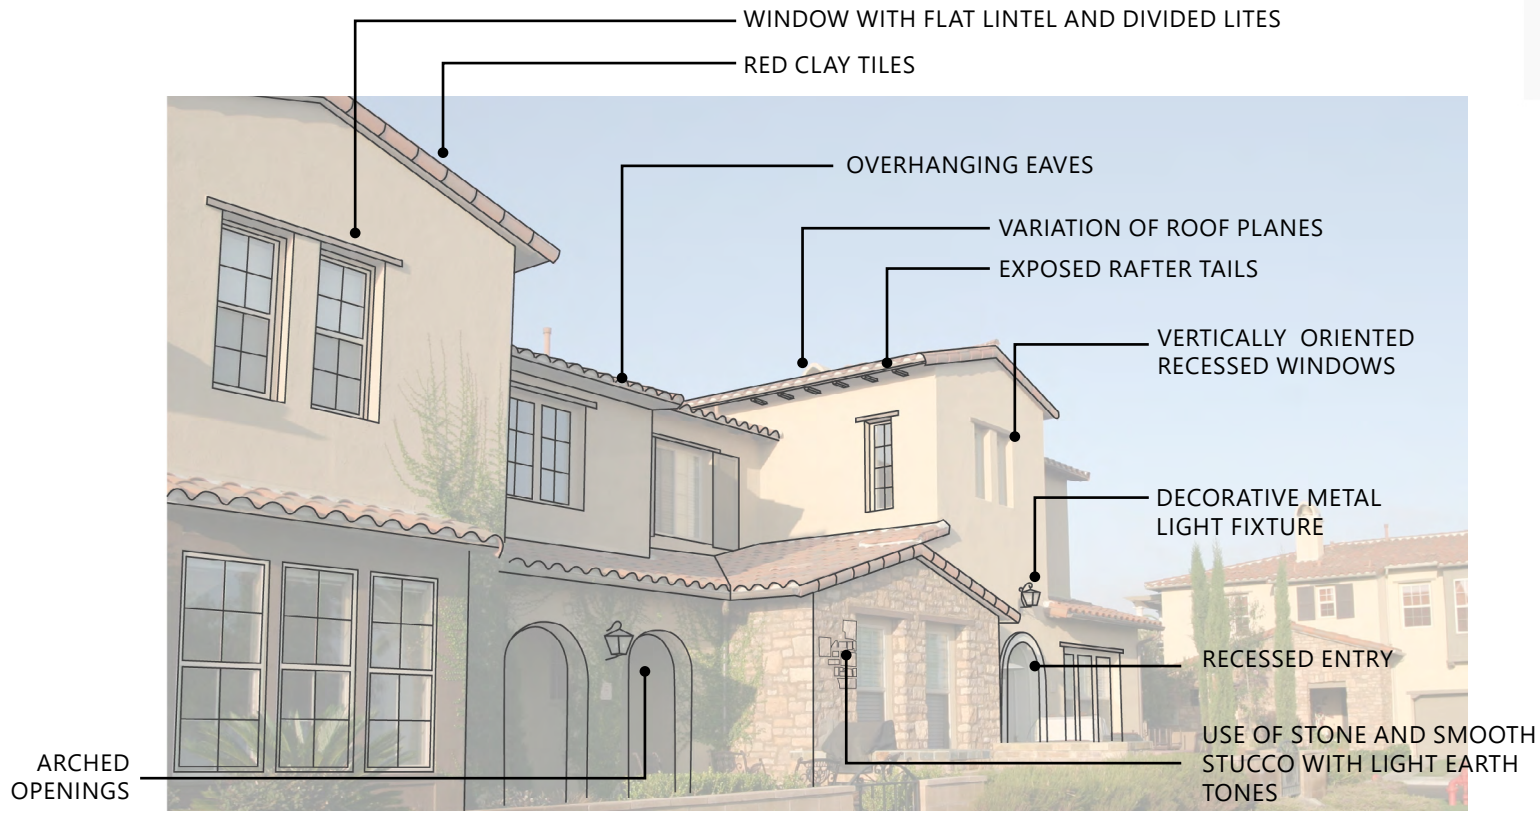 WINDOW WITH FLAT LINTEL AND DIVIDED LITES
RED CLAY TILES
OVERHANGING EAVES
VARIATION OF ROOF PLANES
EXPOSED RAFTER TAILS
VERTICALLY ORIENTED
RECESSED WINDOWS
DECORATIVE METAL
LIGHT FIXTURE
RECESSED ENTRY
USE OF STONE AND SMOOTH
STUCCO WITH LIGHT EARTH
TONES
ARCHED
OPENINGS